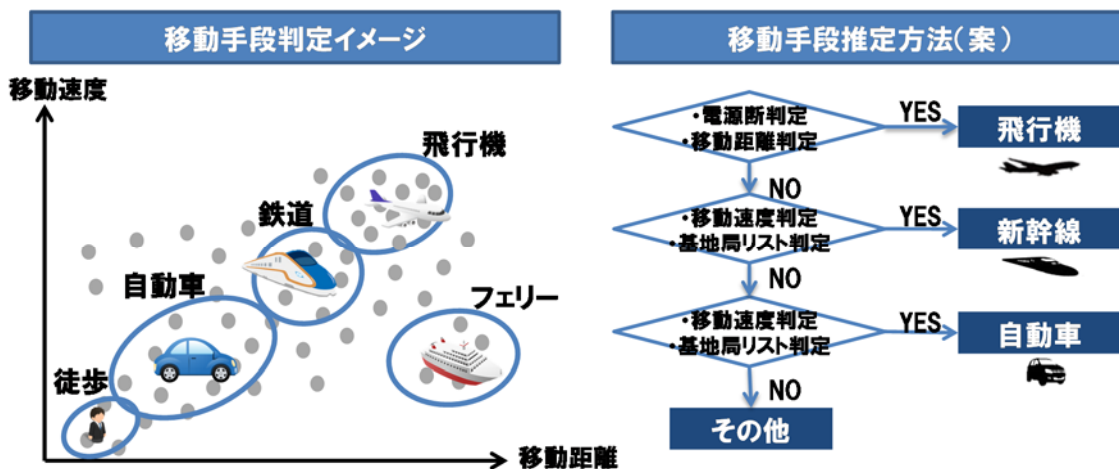 移動手段判定イメージ
移動速度
飛行機
鉄道
自動車
フェリー
徒歩
移動距離
移動手段推定方法(案)
・電源断判定
・移動距離判定
YES
飛行機
NO
・移動速度判定
・基地局リスト判定
YES
新幹線
NO
・移動速度判定
・基地局リスト判定
YES
自動車
NO
その他